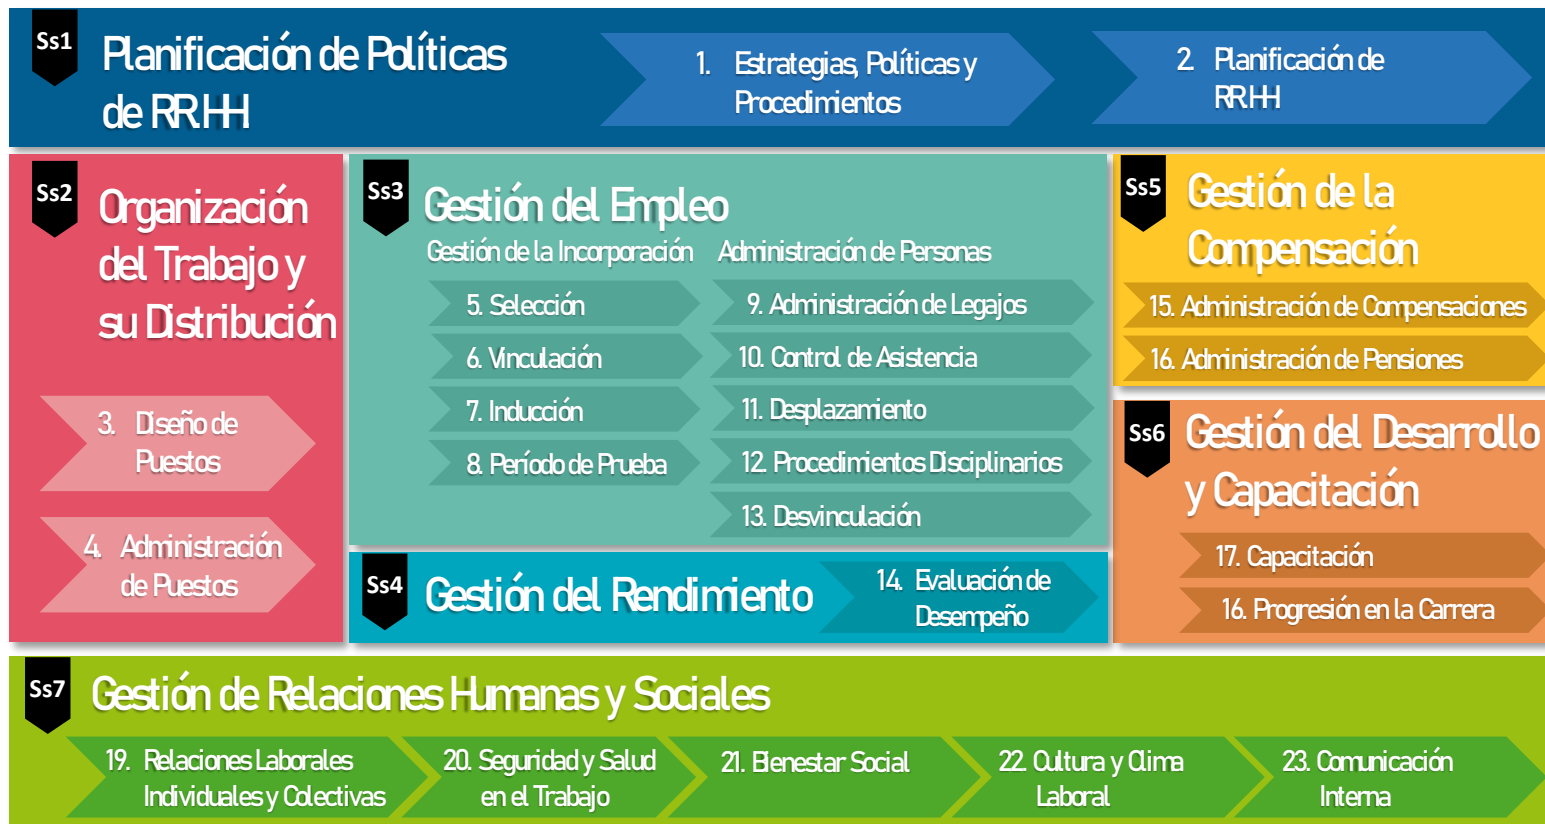 Ss1
Planificación de Políticas
de RR.HH.
1. Estrategias, Políticas y
Procedimientos
2. Planificación de
RR.HH.
Ss2
Organización
del Trabajo y
su Distribución
3. Diseño de
Puestos
4. Administración
de Puestos
Ss3
Gestión del Empleo
Gestión de la Incorporación
5. Selección
6. Vinculación
7. Inducción
8. Período de Prueba
Administración de Personas
9. Administración de Legajos
10. Control de Asistencia
11. Desplazamiento
12. Procedimientos Disciplinarios
13. Desvinculación
Ss4
Gestión del Rendimiento
14. Evaluación de
Desempeño
Ss5
Gestión de la
Compensación
15. Administración de Compensaciones
16. Administración de Pensiones
Ss6
Gestión del Desarrollo
y Capacitación
17. Capacitación
16. Progresión en la Carrera
Ss7
Gestión de Relaciones Humanas y Sociales
19. Relaciones Laborales
Individuales y Colectivas
20. Seguridad y Salud
en el Trabajo
21. Bienestar Social
22. Cultura y Clima
Laboral
23. Comunicación
Interna